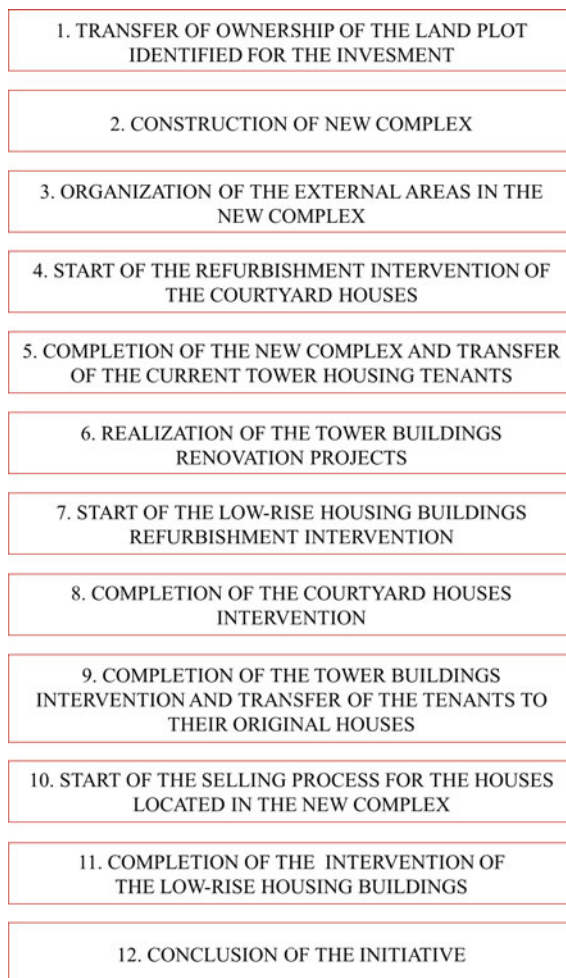 1. TRANSFER OF OWNERSHIP OF THE LAND PLOT
IDENTIFIED FOR THE INVESMENT
2. CONSTRUCTION OF NEW COMPLEX
3. ORGANIZATION OF THE EXTERNAL AREAS IN THE
NEW COMPLEX
4. START OF THE REFURBISHMENT INTERVENTION OF
THE COURTYARD HOUSES
5. COMPLETION OF THE NEW COMPLEX AND TRANSFER
OF THE CURRENT TOWER HOUSING TENANTS
6. REALIZATION OF THE TOWER BUILDINGS
RENOVATION PROJECTS
7. START OF THE LOW-RISE HOUSING BUILDINGS
REFURBISHMENT INTERVENTION
8. COMPLETION OF THE COURTYARD HOUSES
INTERVENTION
9. COMPLETION OF THE TOWER BUILDINGS
INTERVENTION AND TRANSFER OF THE TENANTS TO
THEIR ORIGINAL HOUSES
10. START OF THE SELLING PROCESS FOR THE HOUSES
LOCATED IN THE NEW COMPLEX
11. COMPLETION OF THE INTERVENTION OF
THE LOW-RISE HOUSING BUILDINGS
12. CONCLUSION OF THE INITIATIVE